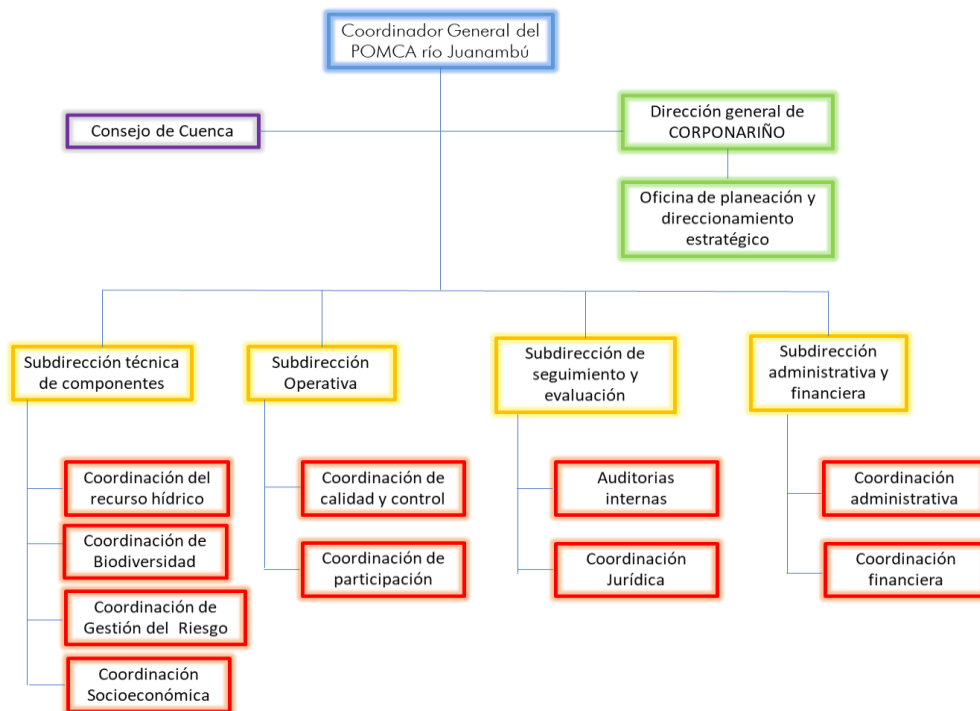 Coordinador General del
POMCA río Juanambú
Consejo de Cuenca
Dirección general de
CORPONARIÑO
Oficina de planeación y
direccionamiento
estratégico
Subdirección técnica
de componentes
Subdirección
Operativa
Subdirección de
seguimiento y
evaluación
Subdirección
administrativa y
financiera
Coordinación del
recurso hídrico
Coordinación de
Biodiversidad
Coordinación de
Gestión del Riesgo
Coordinación
Socioeconómica
Coordinación de
calidad y control
Coordinación de
participación
Auditorias
internas
Coordinación
Jurídica
Coordinación
administrativa
Coordinación
financiera